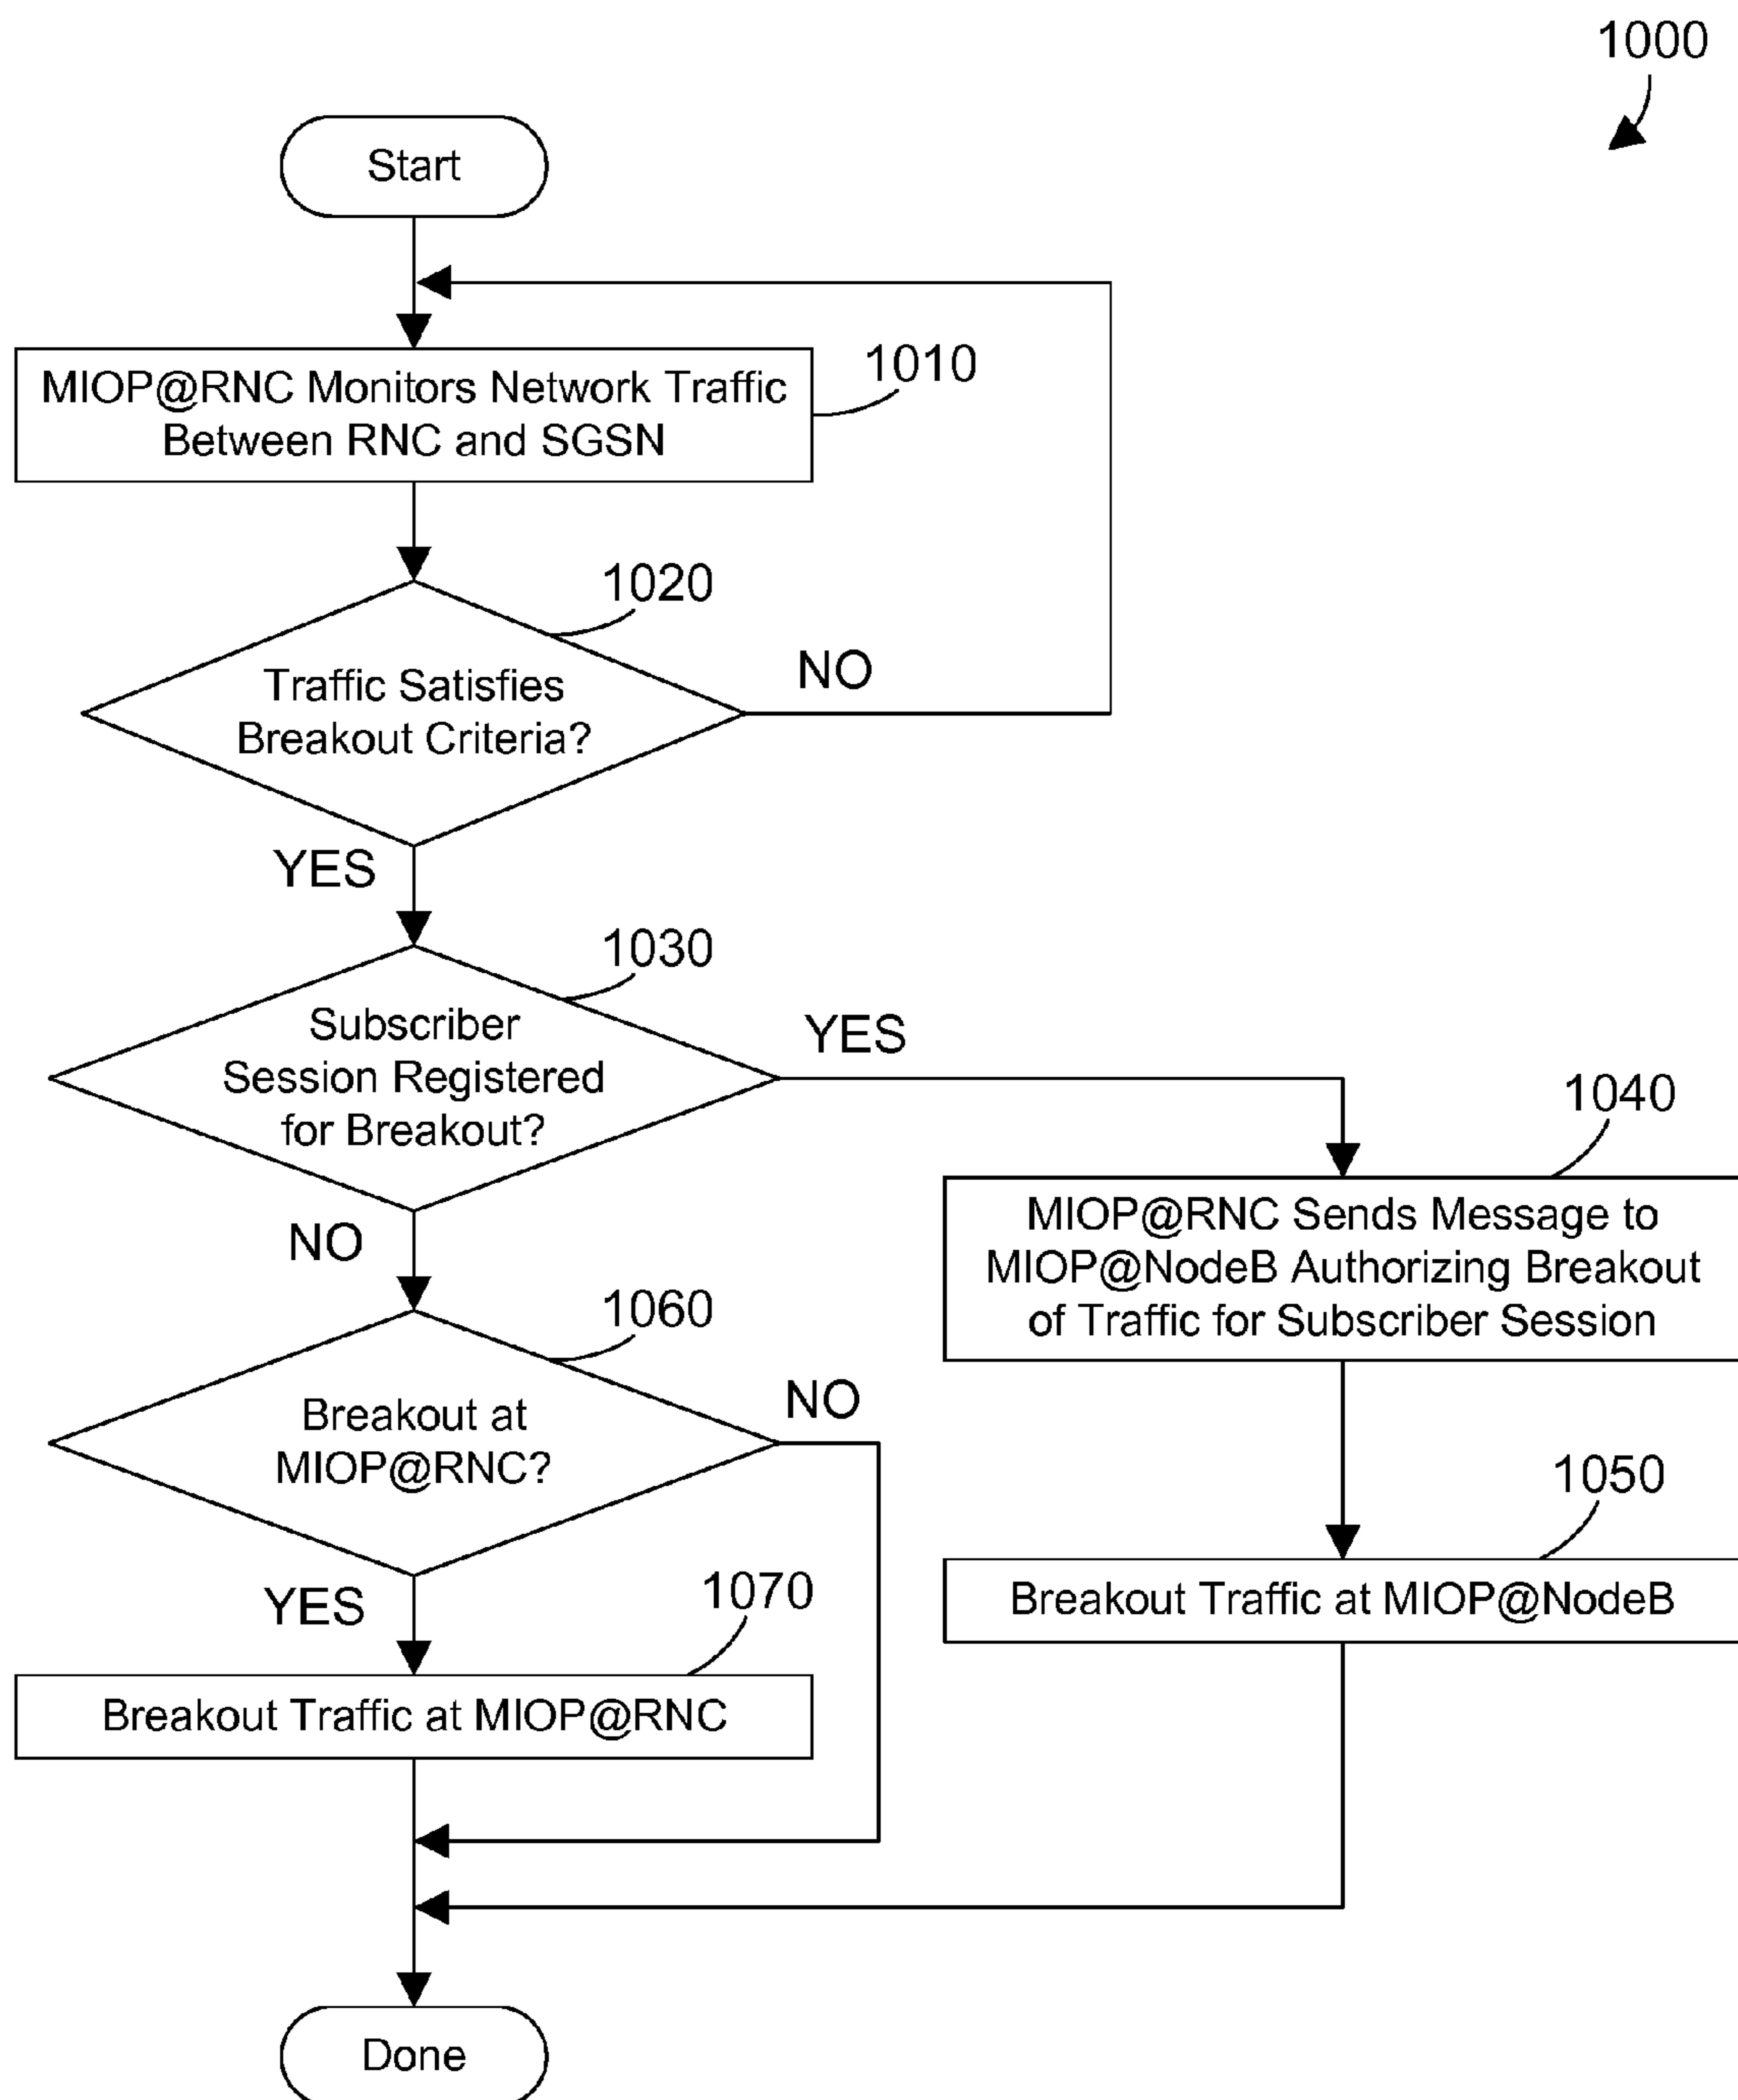 1000
Start
MIOP@RNC Monitors Network Traffic
Between RNC and SGSN
1010
1020
Traffic Satisfies
Breakout Criteria?
NO
YES
1030
Subscriber
Session Registered
for Breakout?
YES
NO
1040
MIOP@RNC Sends Message to
MIOP@NodeB Authorizing Breakout
of Traffic for Subscriber Session
1060
Breakout at
MIOP@RNC?
NO
YES
1050
Breakout Traffic at MIOP@NodeB
1070
Breakout Traffic at MIOP@RNC
Done